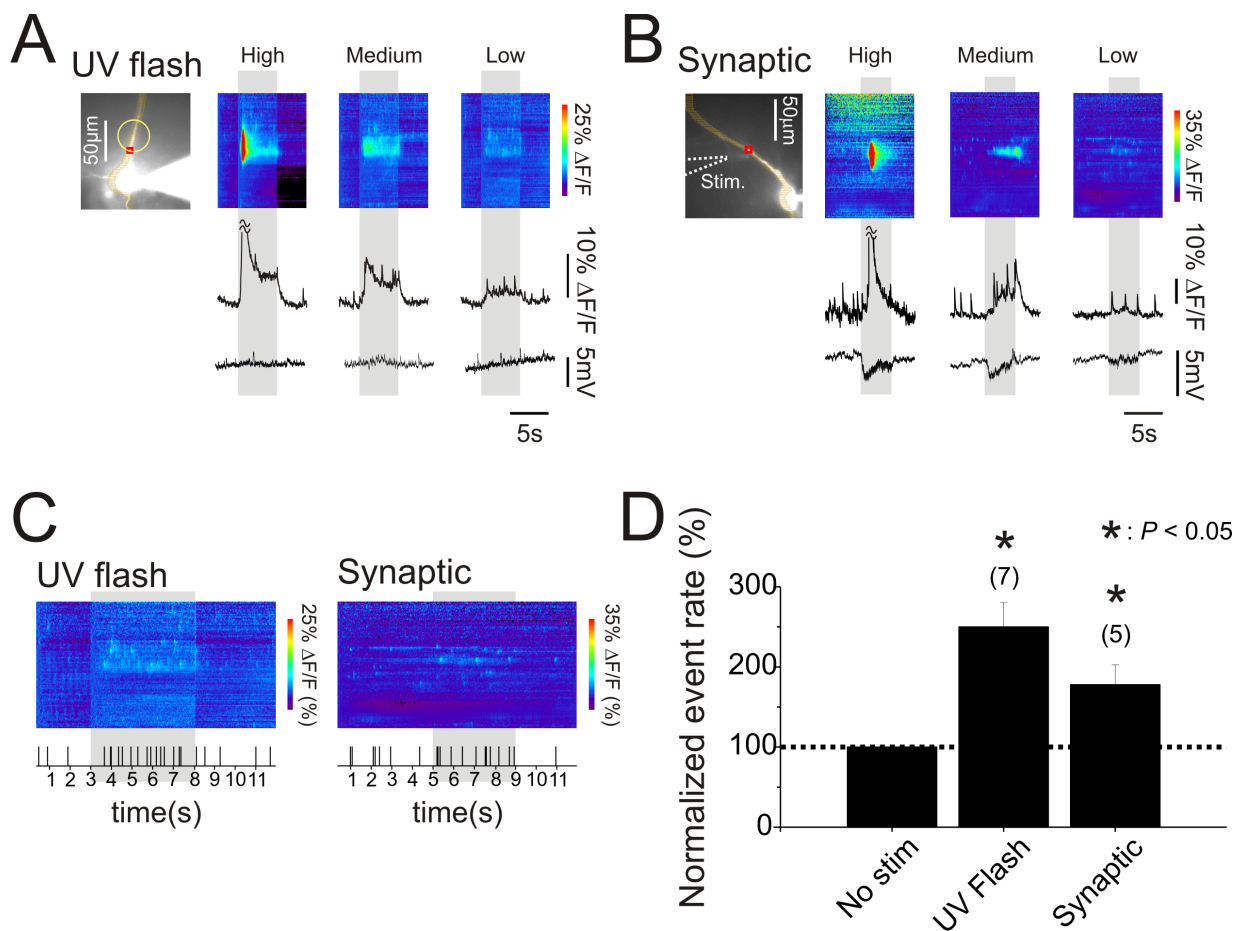 A
UV flash
High
Medium
Low
50µm
25% ΔF/F
10% ΔF/F
5mV
5s
B
Synaptic
High
Medium
Low
50µm
Stim.
35% ΔF/F
10% ΔF/F
5mV
5s
C
UV flash
25% ΔF/F (%)
1 2 3 4 5 6 7 8 9 10 11
time(s)
Synaptic
35% ΔF/F (%)
1 2 3 4 5 6 7 8 9 10 11
time(s)
D
Normalized event rate (%)
*: P < 0.05
300
200
100
0
*
(7)
*
(5)
No stim
UV Flash
Synaptic